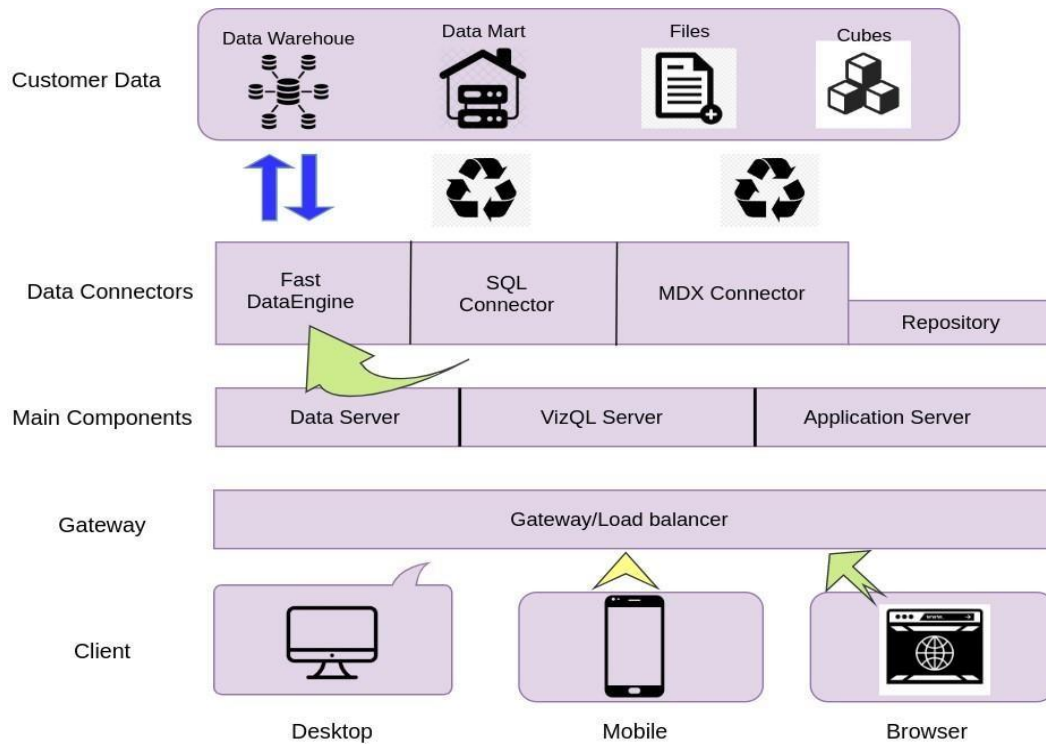 Data Warehoue
Data Mart
Files
Cubes
Customer Data
Data Connectors
Fast
DataEngine
SQL
Connector
MDX Connector
Repository
Main Components
Data Server
VizQL Server
Application Server
Gateway
Gateway/Load balancer
Client
www.
Desktop
Mobile
Browser